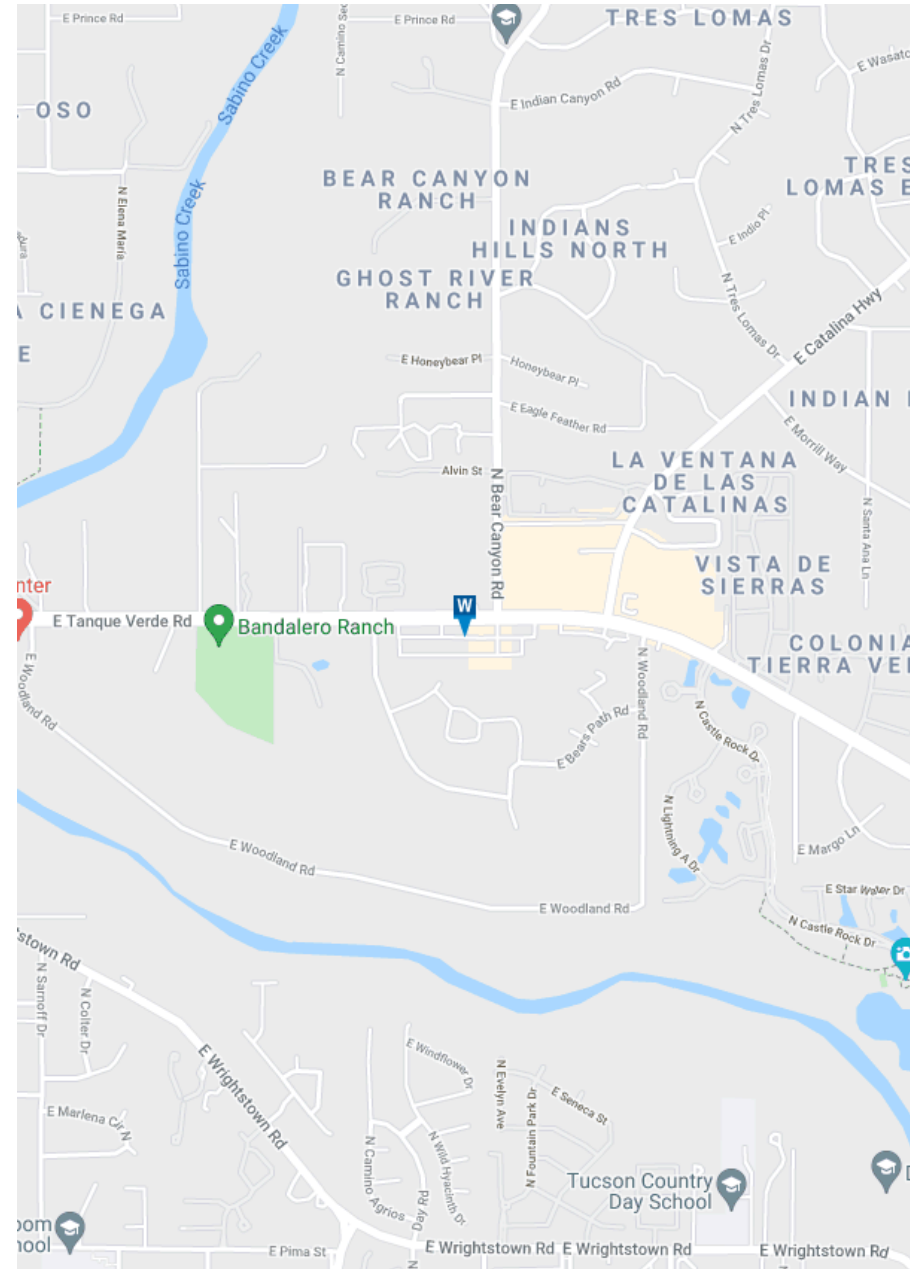 E Prince Rd
E Prince Rd
TRES LOMAS
N Camino Sec
E Wasatc
Sabino Creek
E Indian Canyon Rd
N Tres Lomas Dr
OSO
BEAR CANYON
RANCH
TRES
LOMAS E
N Elena Maria
Sabino Creek
INDIANS
HILLS NORTH
E Indio Pl
GHOST RIVER
RANCH
N Tres Lomas Dr
A CIENEGA
E Catalina Hwy
E
E Honeybear Pl
Honeybear Pl
INDIAN
E Eagle Feather Rd
E Morrill Way
Alvin St
LA VENTANA
DE LAS
CATALINAS
N Bear Canyon Rd
N Santa Ana Ln
VISTA DE
SIERRAS
nter
W
E Tanque Verde Rd
Bandalero Ranch
COLONIA
TIERRA VER
E Woodland Rd
N Woodland Rd
E Bears Path Rd
N Castle Rock Dr
N Lightning A Dr
E Woodland Rd
E Margo Ln
E Woodland Rd
E Star Water Dr
N Castle Rock Dr
stown Rd
N Sarnoff Dr
N Colter Dr
E Wrightstown Rd
E Windflower Dr
N Evelyn Ave
N Fountain Park Dr
E Seneca St
E Marlena Cir N
N Camino Agrios
N Wild Hyacinth Dr
Day Rd
Tucson Country
Day School
D
oom
hool
E Pima St
E Wrightstown Rd
E Wrightstown Rd
E Wrightstown Rd